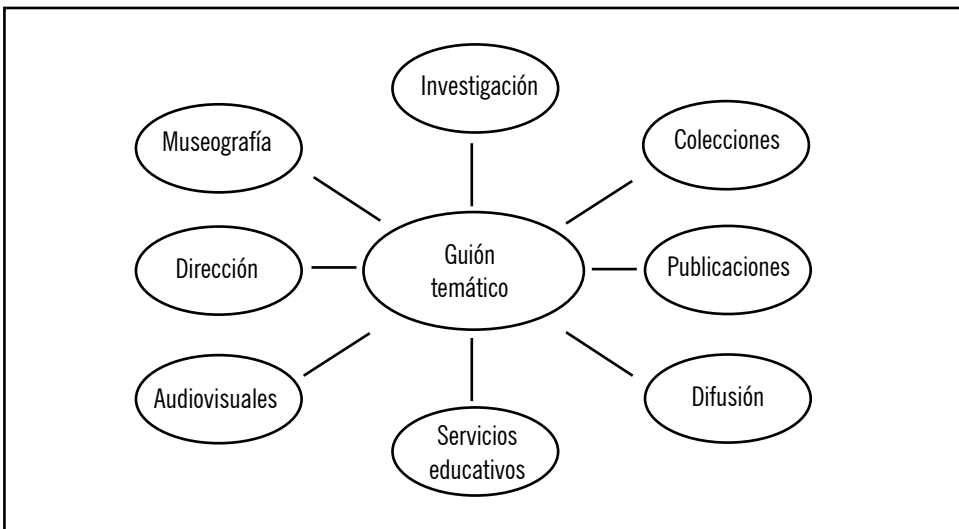 Investigación
Museografía
Colecciones
Guión
temático
Dirección
Publicaciones
Audiovisuales
Difusión
Servicios
educativos